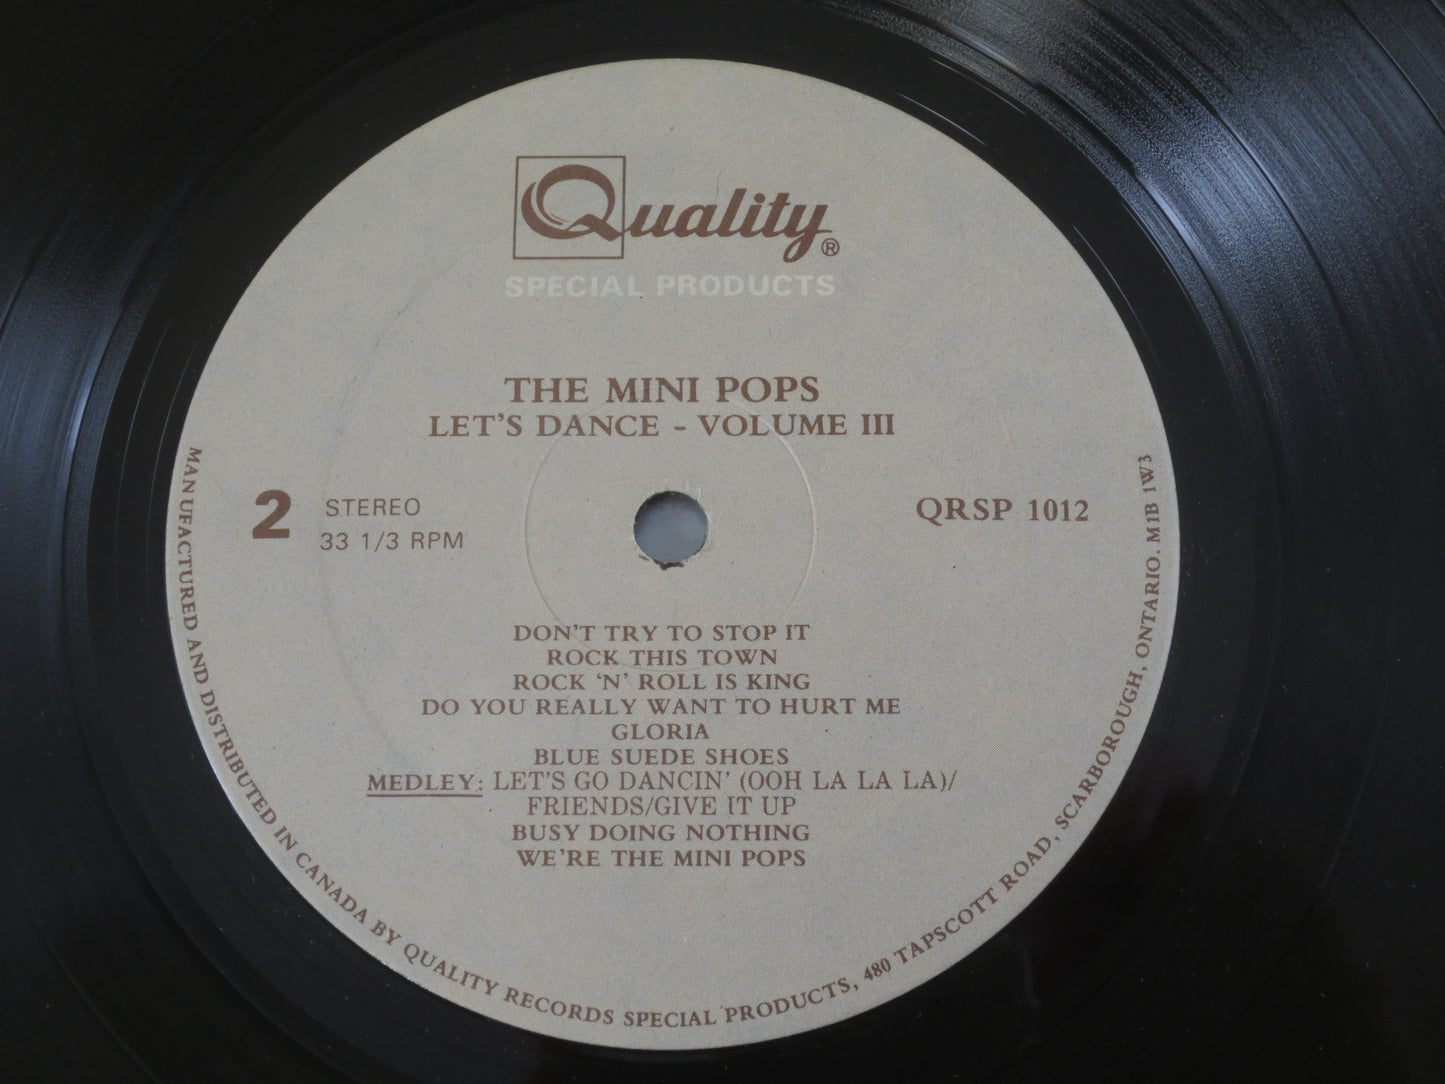 Quality®
SPECIAL PRODUCTS
THE MINI POPS
LET'S DANCE - VOLUME III
2
STEREO
33 1/3 RPM
QRSP 1012
DON'T TRY TO STOP IT
ROCK THIS TOWN
ROCK 'N' ROLL IS KING
DO YOU REALLY WANT TO HURT ME
GLORIA
BLUE SUEDE SHOES
MEDLEY: LET'S GO DANCIN' (OOH LA LA LA)/
FRIENDS/GIVE IT UP
BUSY DOING NOTHING
WE'RE THE MINI POPS
MANUFACTURED AND DISTRIBUTED IN CANADA BY QUALITY RECORDS SPECIAL PRODUCTS, 480 TAPSCOTT ROAD, SCARBOROUGH, ONTARIO. M1B 1W3